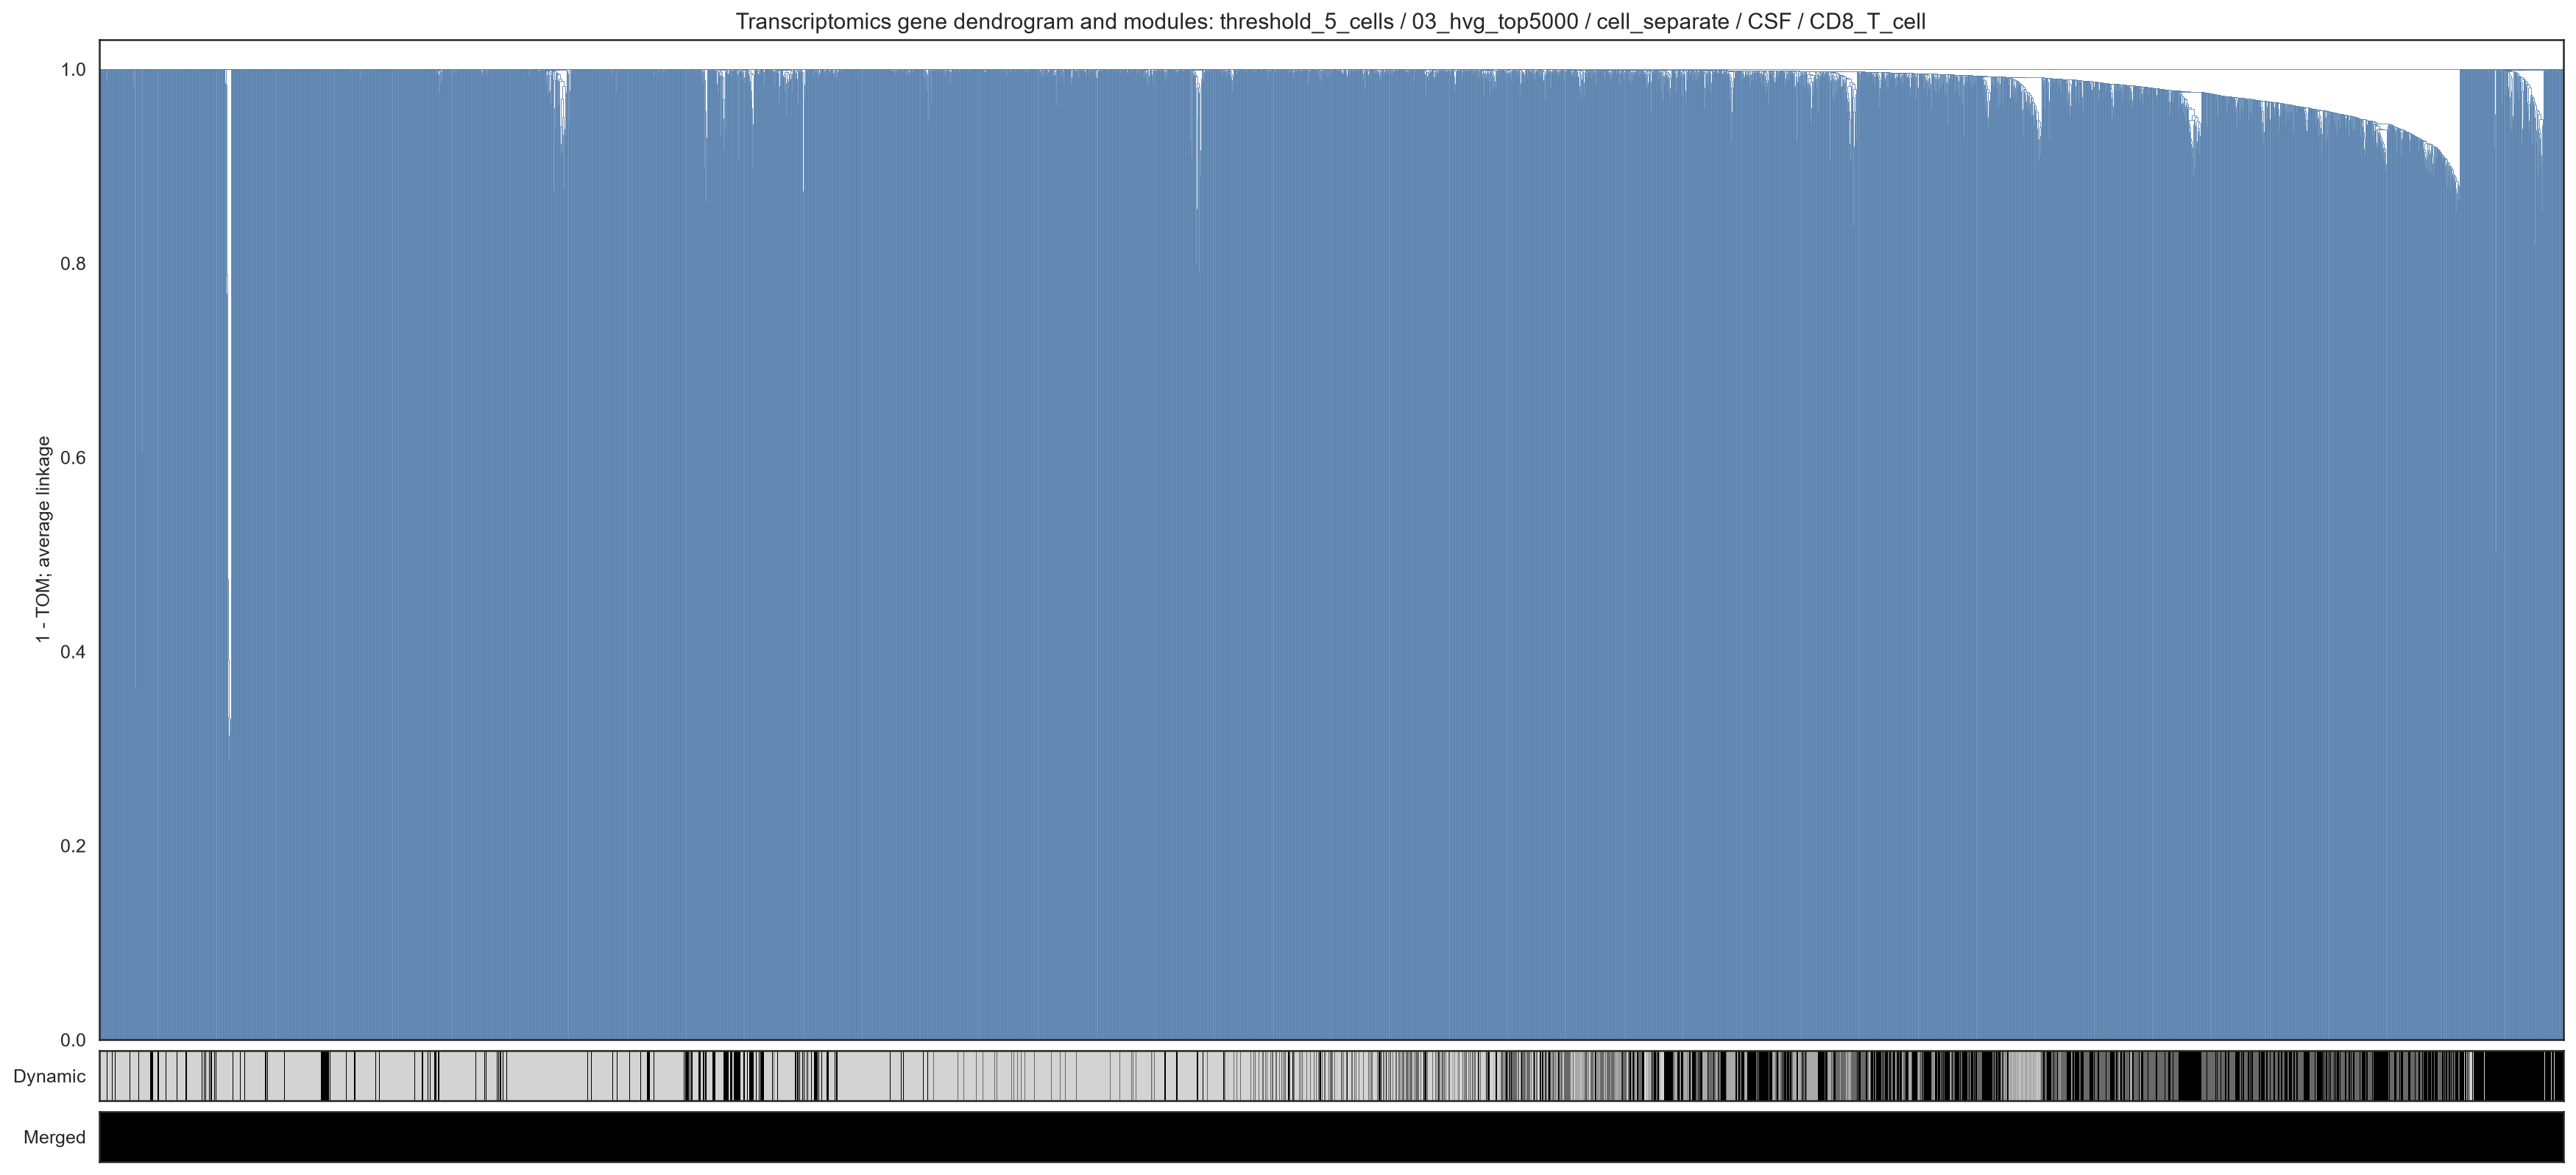 Transcriptomics gene dendrogram and modules: threshold_5_cells / 03_hvg_top5000 / cell_separate / CSF / CD8_T_cell
1.0
0.8
0.6
0.4
0.2
0.0
1 - TOM; average linkage
Dynamic
Merged